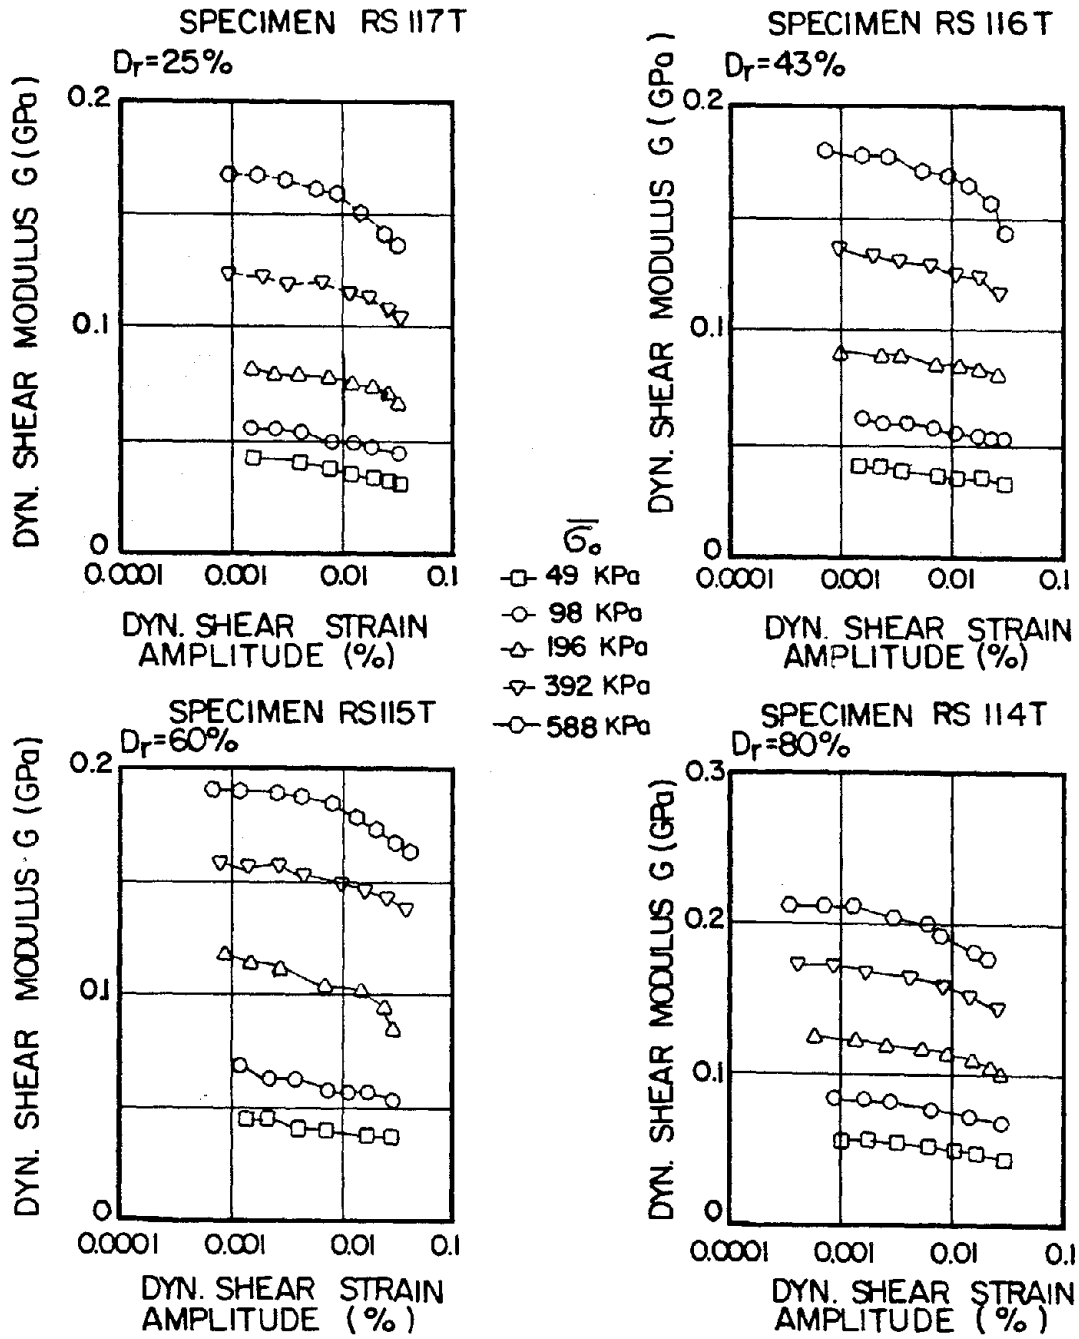 SPECIMEN RS 117T
Dr=25%
DYN. SHEAR MODULUS G (GPa)
0.2
0.1
0
0.0001 0.001 0.01 0.1
DYN. SHEAR STRAIN
AMPLITUDE (%)
SPECIMEN RS 116T
Dr=43%
DYN. SHEAR MODULUS G (GPa)
0.2
0.1
0
0.0001 0.001 0.01 0.1
DYN. SHEAR STRAIN
AMPLITUDE (%)
σ̅o
49 KPa
98 KPa
196 KPa
392 KPa
588 KPa
SPECIMEN RS115T
Dr=60%
DYN. SHEAR MODULUS G (GPa)
0.2
0.1
0
0.0001 0.001 0.01 0.1
DYN. SHEAR STRAIN
AMPLITUDE (%)
SPECIMEN RS 114T
Dr=80%
DYN. SHEAR MODULUS G (GPa)
0.3
0.2
0.1
0
0.0001 0.001 0.01 0.1
DYN. SHEAR STRAIN
AMPLITUDE (%)